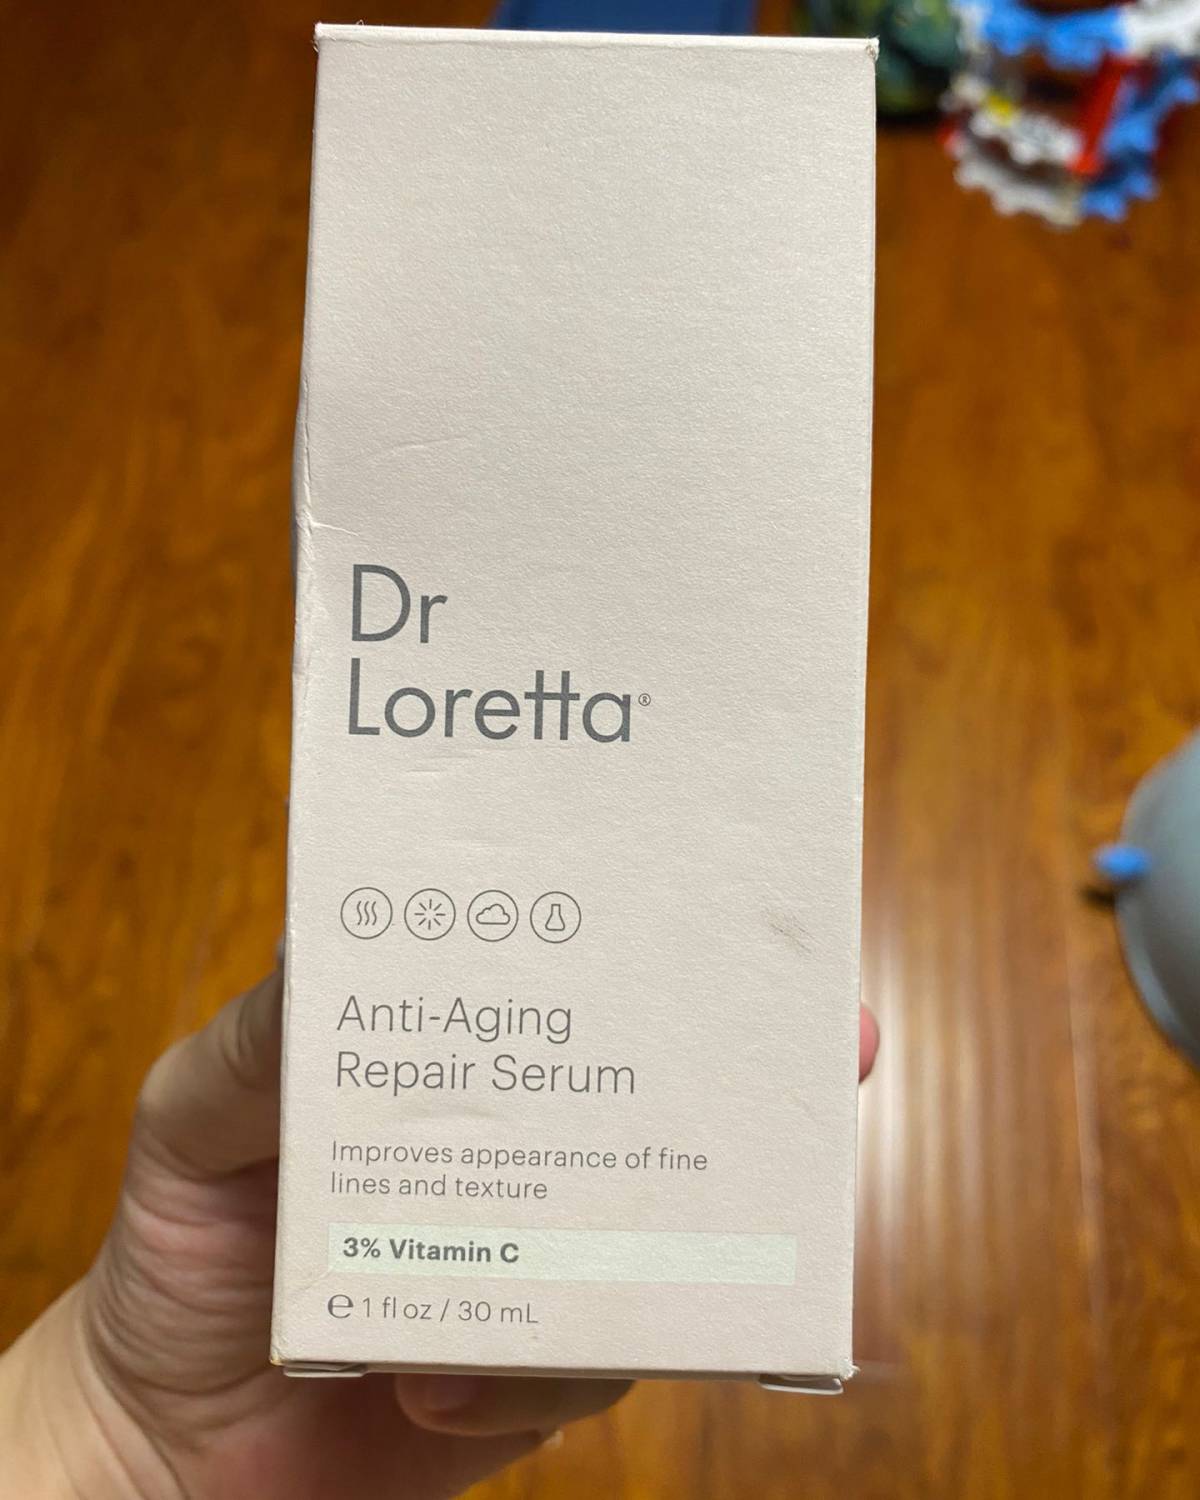 Dr
Loretta®
Anti-Aging
Repair Serum
Improves appearance of fine
lines and texture
3% Vitamin C
℮ 1 fl oz / 30 mL